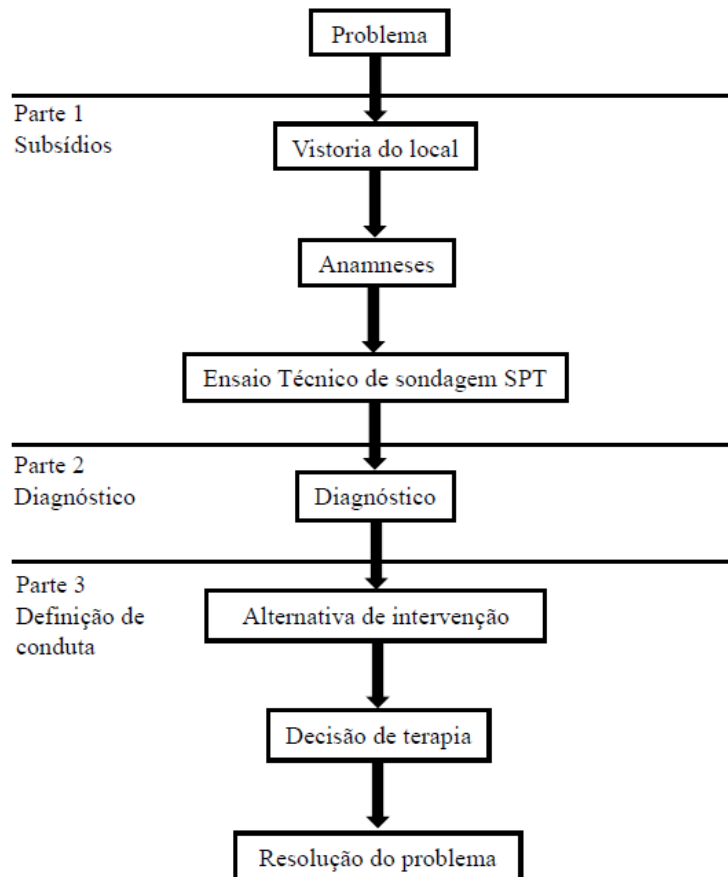 Problema
Parte 1
Subsídios
Vistoria do local
Anamneses
Ensaio Técnico de sondagem SPT
Parte 2
Diagnóstico
Diagnóstico
Parte 3
Definição de
conduta
Alternativa de intervenção
Decisão de terapia
Resolução do problema